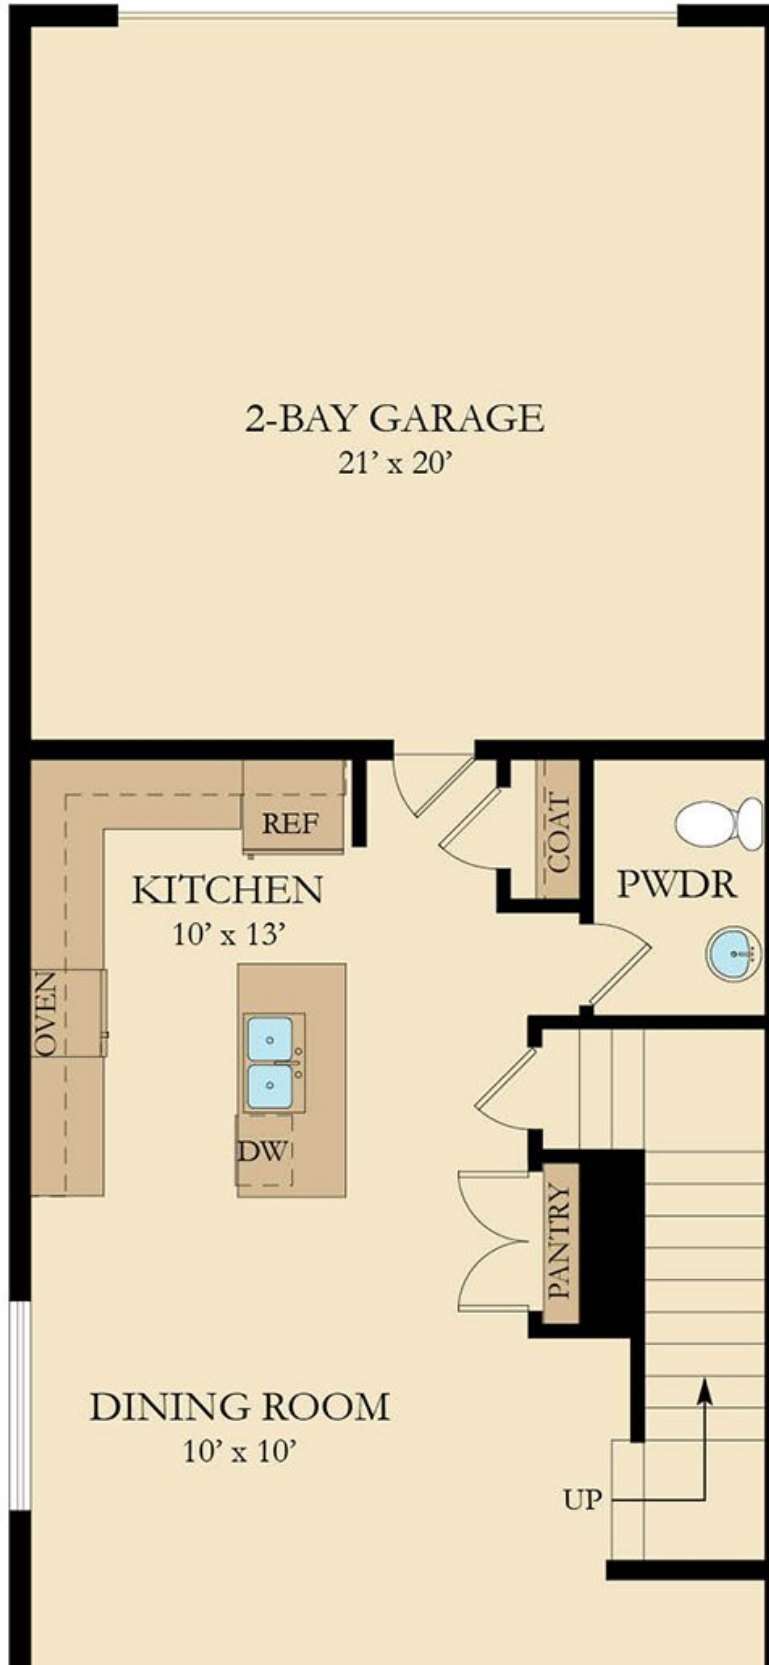 2-BAY GARAGE
21’ x 20’
REF
COAT
KITCHEN
10’ x 13’
PWDR
OVEN
DW
PANTRY
DINING ROOM
10’ x 10’
UP